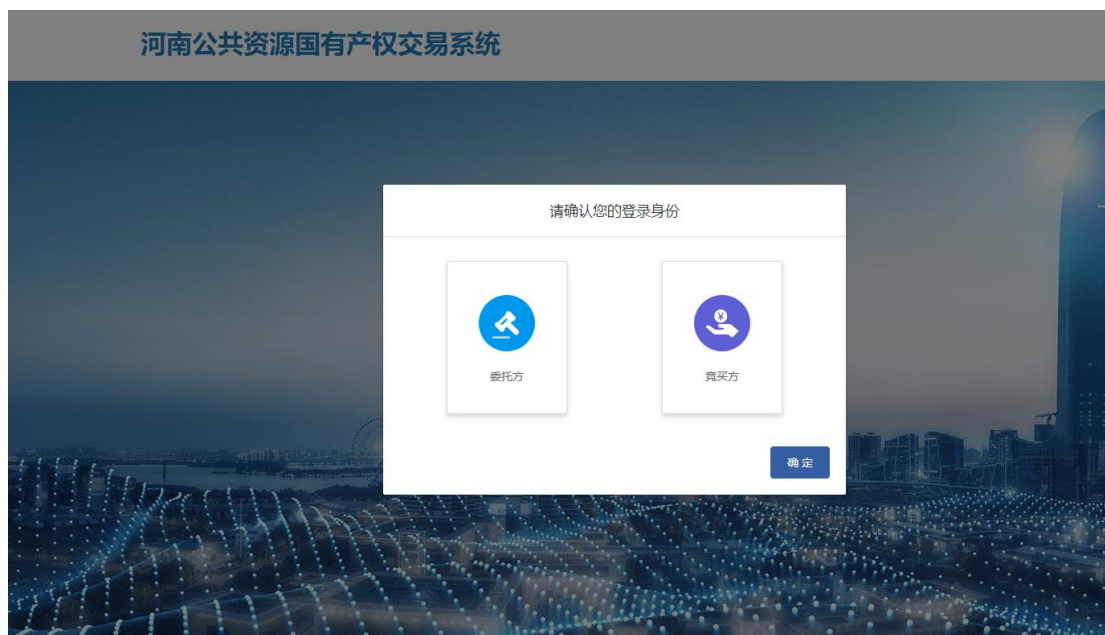 河南公共资源国有产权交易系统
请确认您的登录身份
¥
委托方
竞买方
确定